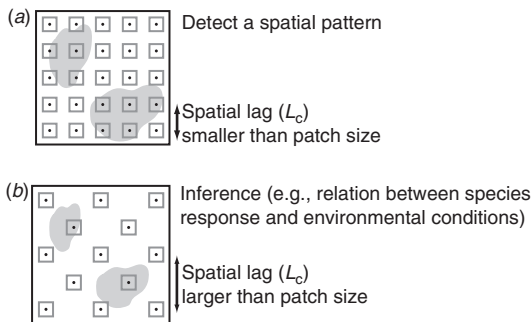 (a)
Detect a spatial pattern
Spatial lag (Lc)
smaller than patch size
(b)
Inference (e.g., relation between species
response and environmental conditions)
Spatial lag (Lc)
larger than patch size